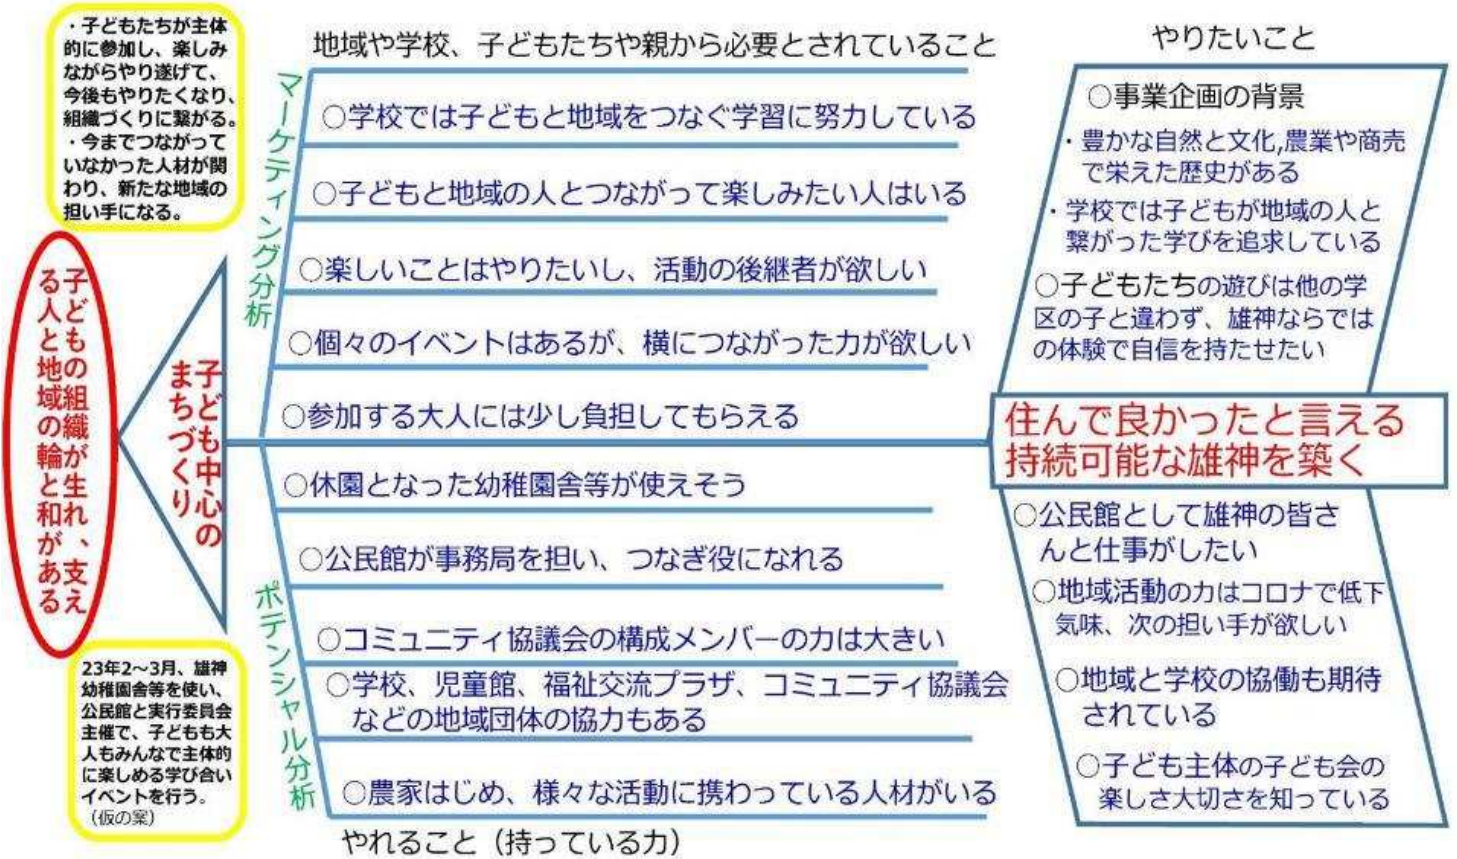 ・子どもたちが主体
的に参加し、楽しみ
ながらやり遂げて、
今後もやりたくなり、
組織づくりに繋がる。
・今までつながって
いなかった人材が関
わり、新たな地域の
担い手になる。
子どもの組織が生れ、支え
る人と地域の輪と和がある
子ども中心の
まちづくり
23年2～3月、雄神
幼稚園舎等を使い、
公民館と実行委員会
主催で、子どもも大
人もみんなで主体的
に楽しめる学び合い
イベントを行う。
（仮の案）
地域や学校、子どもたちや親から必要とされていること
マーケティング分析
○学校では子どもと地域をつなぐ学習に努力している
○子どもと地域の人とつながって楽しみたい人はいる
○楽しいことはやりたいし、活動の後継者が欲しい
○個々のイベントはあるが、横につながった力が欲しい
○参加する大人には少し負担してもらえる
○休園となった幼稚園舎等が使えそう
○公民館が事務局を担い、つなぎ役になれる
ポテンシャル分析
○コミュニティ協議会の構成メンバーの力は大きい
○学校、児童館、福祉交流プラザ、コミュニティ協議会
などの地域団体の協力もある
○農家はじめ、様々な活動に携わっている人材がいる
やれること（持っている力）
やりたいこと
○事業企画の背景
・豊かな自然と文化,農業や商売
で栄えた歴史がある
・学校では子どもが地域の人と
繋がった学びを追求している
○子どもたちの遊びは他の学
区の子と違わず、雄神ならでは
の体験で自信を持たせたい
住んで良かったと言える
持続可能な雄神を築く
○公民館として雄神の皆さ
んと仕事がしたい
○地域活動の力はコロナで低下
気味、次の担い手が欲しい
○地域と学校の協働も期待
されている
○子ども主体の子ども会の
楽しさ大切さを知っている